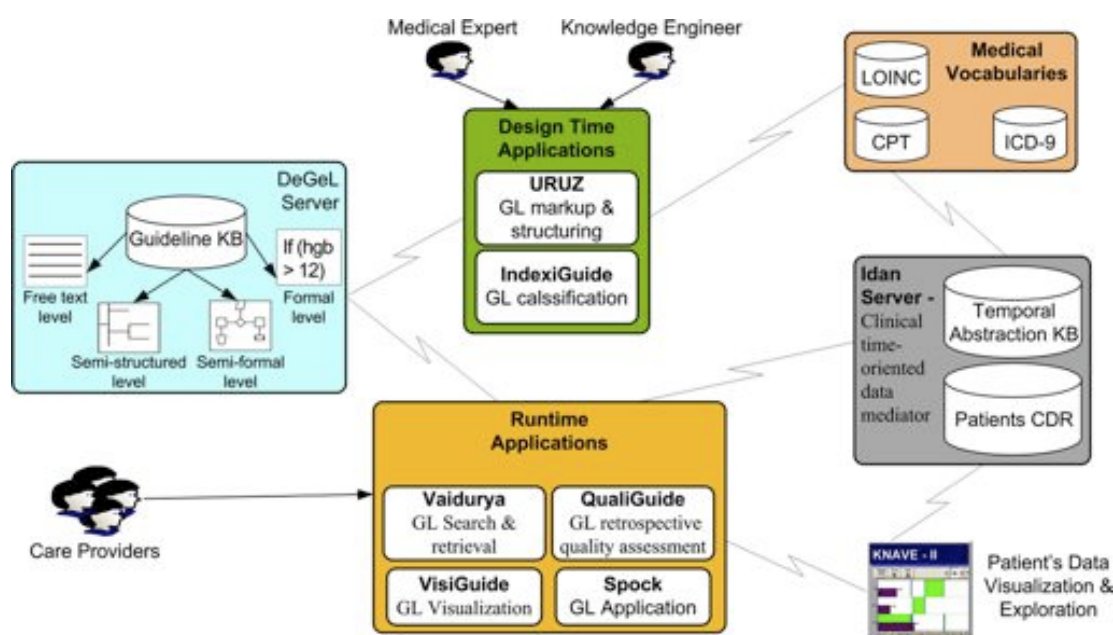 Medical Expert
Knowledge Engineer
Medical
Vocabularies
LOINC
CPT
ICD-9
Design Time
Applications
URUZ
GL markup &
structuring
IndexiGuide
GL calssification
DeGeL
Server
Guideline KB
If (hgb
> 12)
Free text
level
Formal
level
Semi-structured
level
Semi-formal
level
Idan
Server -
Clinical
time-
oriented
data
mediator
Temporal
Abstraction KB
Patients CDR
Runtime
Applications
Vaidurya
GL Search &
retrieval
QualiGuide
GL retrospective
quality assessment
VisiGuide
GL Visualization
Spock
GL Application
Care Providers
KNAVE - II
Patient's Data
Visualization &
Exploration